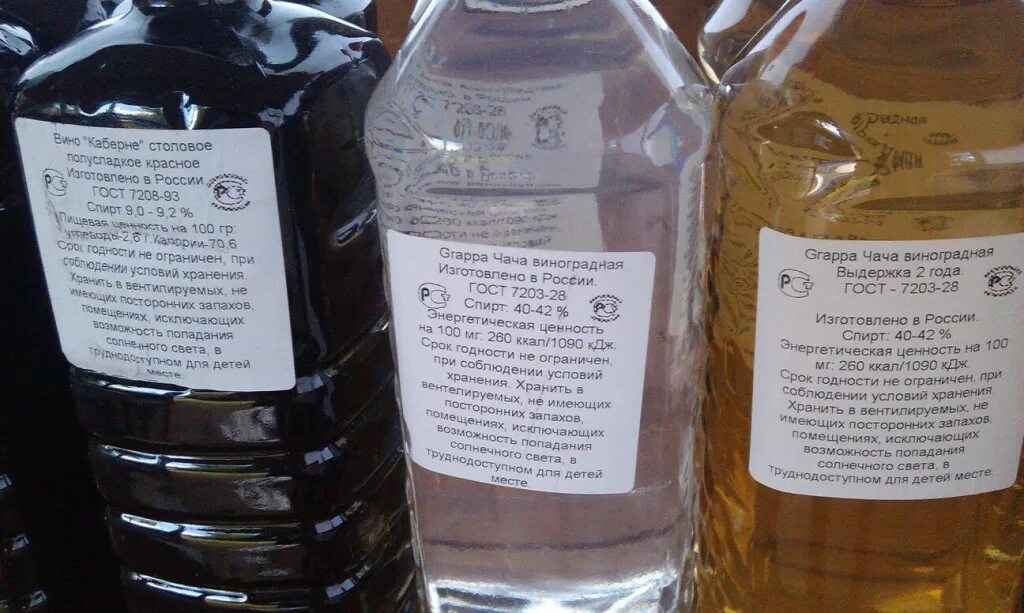 Вино "Каберне" столовое
полусладкое красное
Изготовлено в России
ГОСТ 7208-93
Спирт 9,0 - 9,2 %
Пищевая ценность на 100 гр:
углеводы-2,6 г.Калории-70,6
Срок годности не ограничен, при
соблюдении условий хранения.
Хранить в вентилируемых, не
имеющих посторонних запахов,
помещениях, исключающих
возможность попадания
солнечного света, в
труднодоступном для детей
месте
Grappa Чача виноградная
Изготовлено в России.
ГОСТ 7203-28
Спирт: 40-42 %
Энергетическая ценность
на 100 мг: 260 ккал/1090 кДж.
Срок годности не ограничен,
при соблюдении условий
хранения. Хранить в
вентелируемых, не имеющих
посторонних запахов,
помещениях, исключающих
возможность попадания
солнечного света, в
труднодоступном для детей
месте
Grappa Чача виноградная
Выдержка 2 года.
ГОСТ - 7203-28
Изготовлено в России.
Спирт: 40-42 %
Энергетическая ценность на 100
мг: 260 ккал/1090 кДж.
Срок годности не ограничен, при
соблюдении условий хранения
Хранить в вентилируемых, не
имеющих посторонних запахов,
помещениях, исключающих
возможность попадания
солнечного света, в
труднодоступном для детей месте